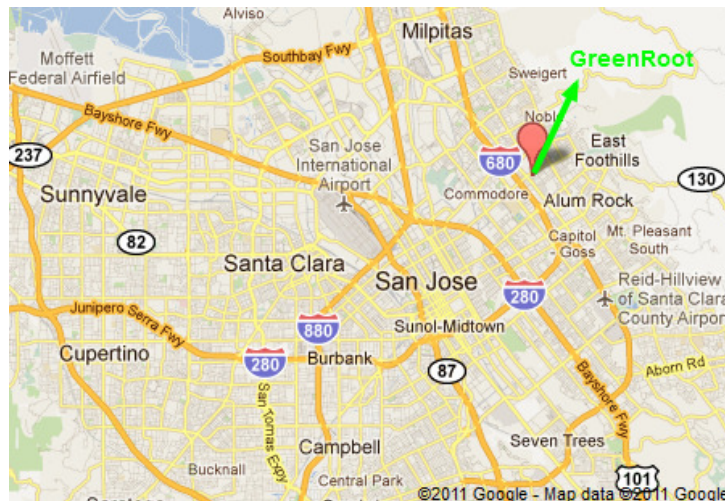 Alviso
Milpitas
Moffett
Federal Airfield
Southbay Fwy
GreenRoot
Sweigert
Bayshore Fwy
Nobl
237
San Jose
International
Airport
680
East
Foothills
130
Sunnyvale
Commodore
Alum Rock
82
Capitol
- Goss
Mt. Pleasant
South
Santa Clara
San Jose
280
Reid-Hillview
of Santa Clara
County Airpor
Junipero Serra Fwy
880
Sunol-Midtown
Cupertino
280
Burbank
87
Bayshore Fwy
Aborn Rd
San Tomas Expy
Campbell
Seven Trees
Bucknall
Central Park
101
©2011 Google - Map data ©2011 Google